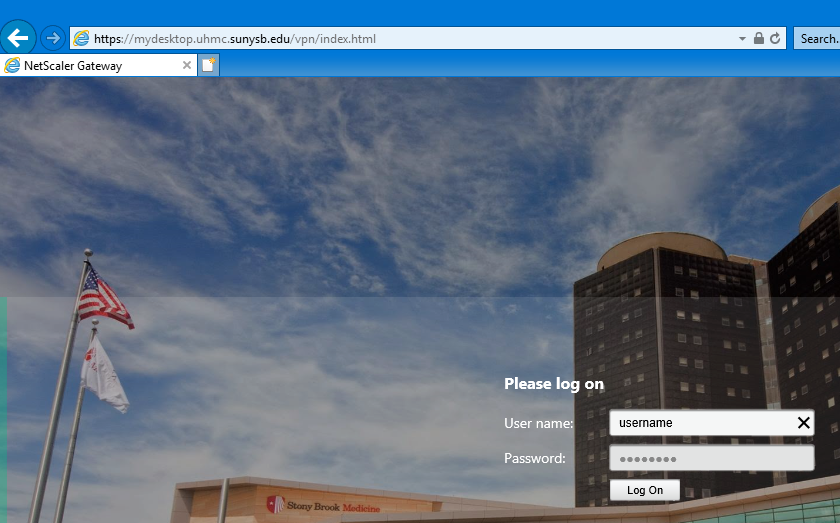 https://mydesktop.uhmc.sunysb.edu/vpn/index.html
Search.
NetScaler Gateway
Please log on
User name:
username
Password:
Log On
Stony Brook Medicine